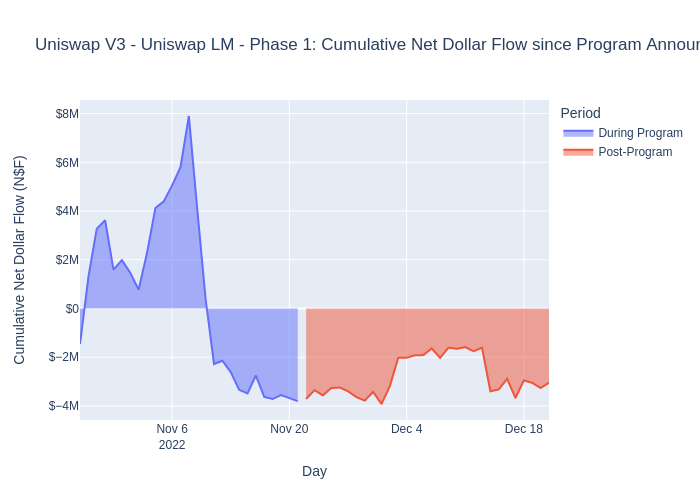 Uniswap V3 - Uniswap LM - Phase 1: Cumulative Net Dollar Flow since Program
Period
During Program
Post-Program
Cumulative Net Dollar Flow (N$F)
$8M
$6M
$4M
$2M
$0
$−2M
$−4M
Nov 6
2022
Nov 20
Dec 4
Dec 18
Day